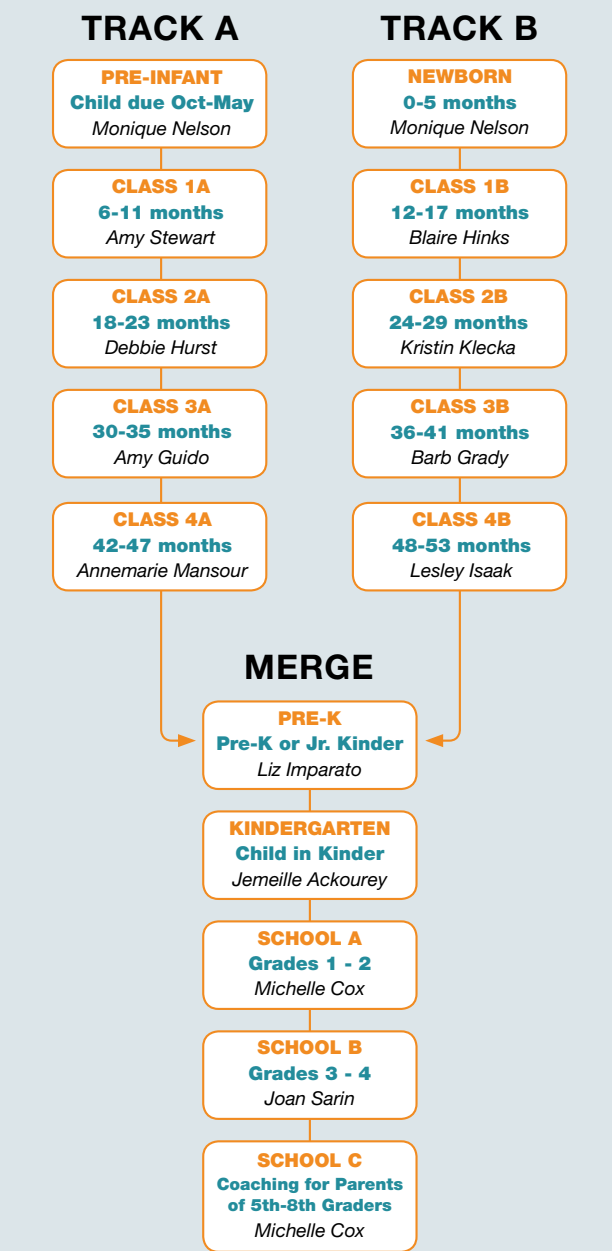 TRACK A
PRE-INFANT
Child due Oct-May
Monique Nelson
CLASS 1A
6-11 months
Amy Stewart
CLASS 2A
18-23 months
Debbie Hurst
CLASS 3A
30-35 months
Amy Guido
CLASS 4A
42-47 months
Annemarie Mansour
TRACK B
NEWBORN
0-5 months
Monique Nelson
CLASS 1B
12-17 months
Blaire Hinks
CLASS 2B
24-29 months
Kristin Klecka
CLASS 3B
36-41 months
Barb Grady
CLASS 4B
48-53 months
Lesley Isaak
MERGE
PRE-K
Pre-K or Jr. Kinder
Liz Imparato
KINDERGARTEN
Child in Kinder
Jemeille Ackourey
SCHOOL A
Grades 1 - 2
Michelle Cox
SCHOOL B
Grades 3 - 4
Joan Sarin
SCHOOL C
Coaching for Parents
of 5th-8th Graders
Michelle Cox